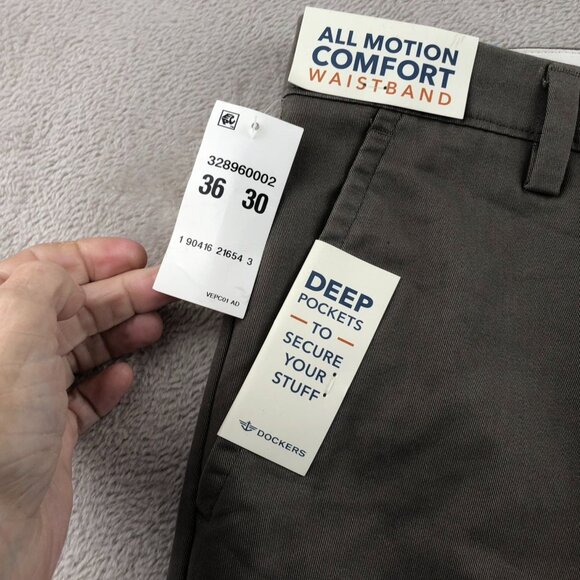 ALL MOTION
COMFORT
WAISTBAND
328960002
36 30
1 90416 21654 3
VEPC01 AD
DEEP
POCKETS
TO
SECURE
YOUR
STUFF
DOCKERS